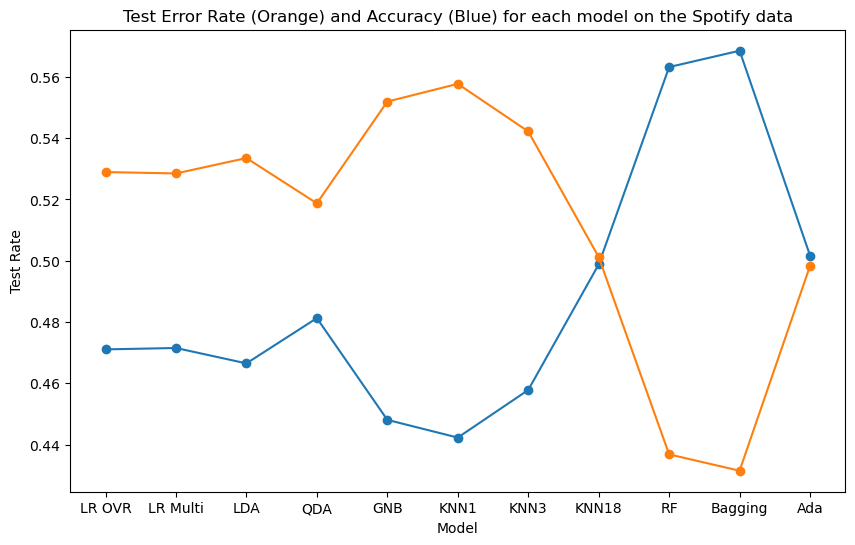 Test Error Rate (Orange) and Accuracy (Blue) for each model on the Spotify data
Test Rate
0.56
0.54
0.52
0.50
0.48
0.46
0.44
LR OVR LR Multi LDA QDA GNB KNN1 KNN3 KNN18 RF Bagging Ada
Model